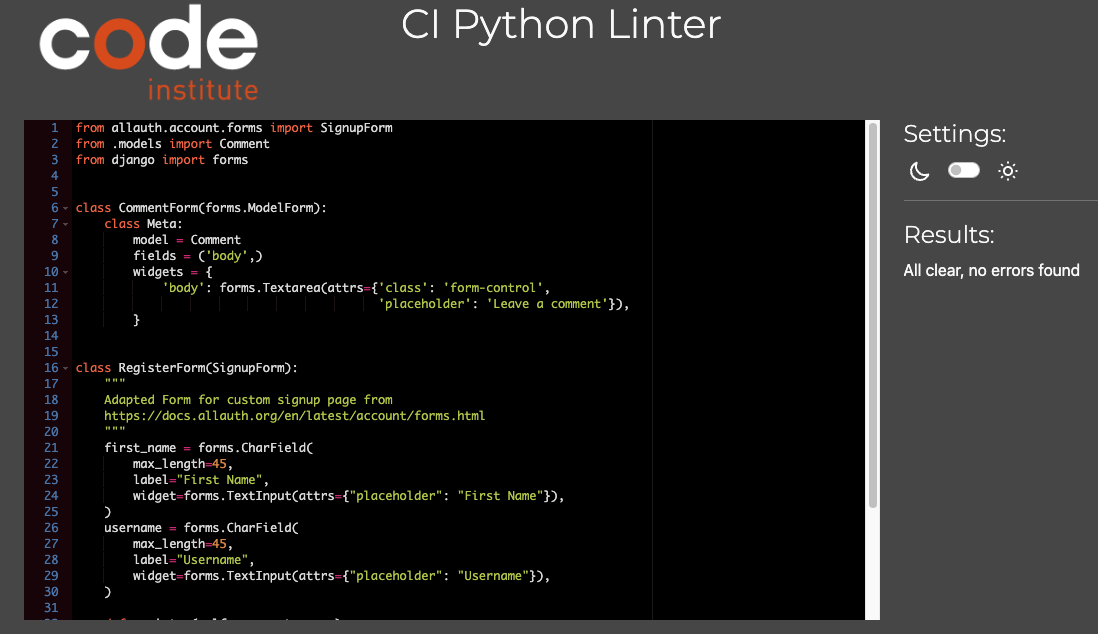 code
institute
CI Python Linter
1 from allauth.account.forms import SignupForm
2 from .models import Comment
3 from django import forms
4
5
6 class CommentForm(forms.ModelForm):
7     class Meta:
8         model = Comment
9         fields = ('body',)
10         widgets = {
11             'body': forms.Textarea(attrs={'class': 'form-control',
12                                           'placeholder': 'Leave a comment'}),
13         }
14
15
16 class RegisterForm(SignupForm):
17     """
18     Adapted Form for custom signup page from
19     https://docs.allauth.org/en/latest/account/forms.html
20     """
21     first_name = forms.CharField(
22         max_length=45,
23         label="First Name",
24         widget=forms.TextInput(attrs={"placeholder": "First Name"}),
25     )
26     username = forms.CharField(
27         max_length=45,
28         label="Username",
29         widget=forms.TextInput(attrs={"placeholder": "Username"}),
30     )
31
Settings:
Results:
All clear, no errors found